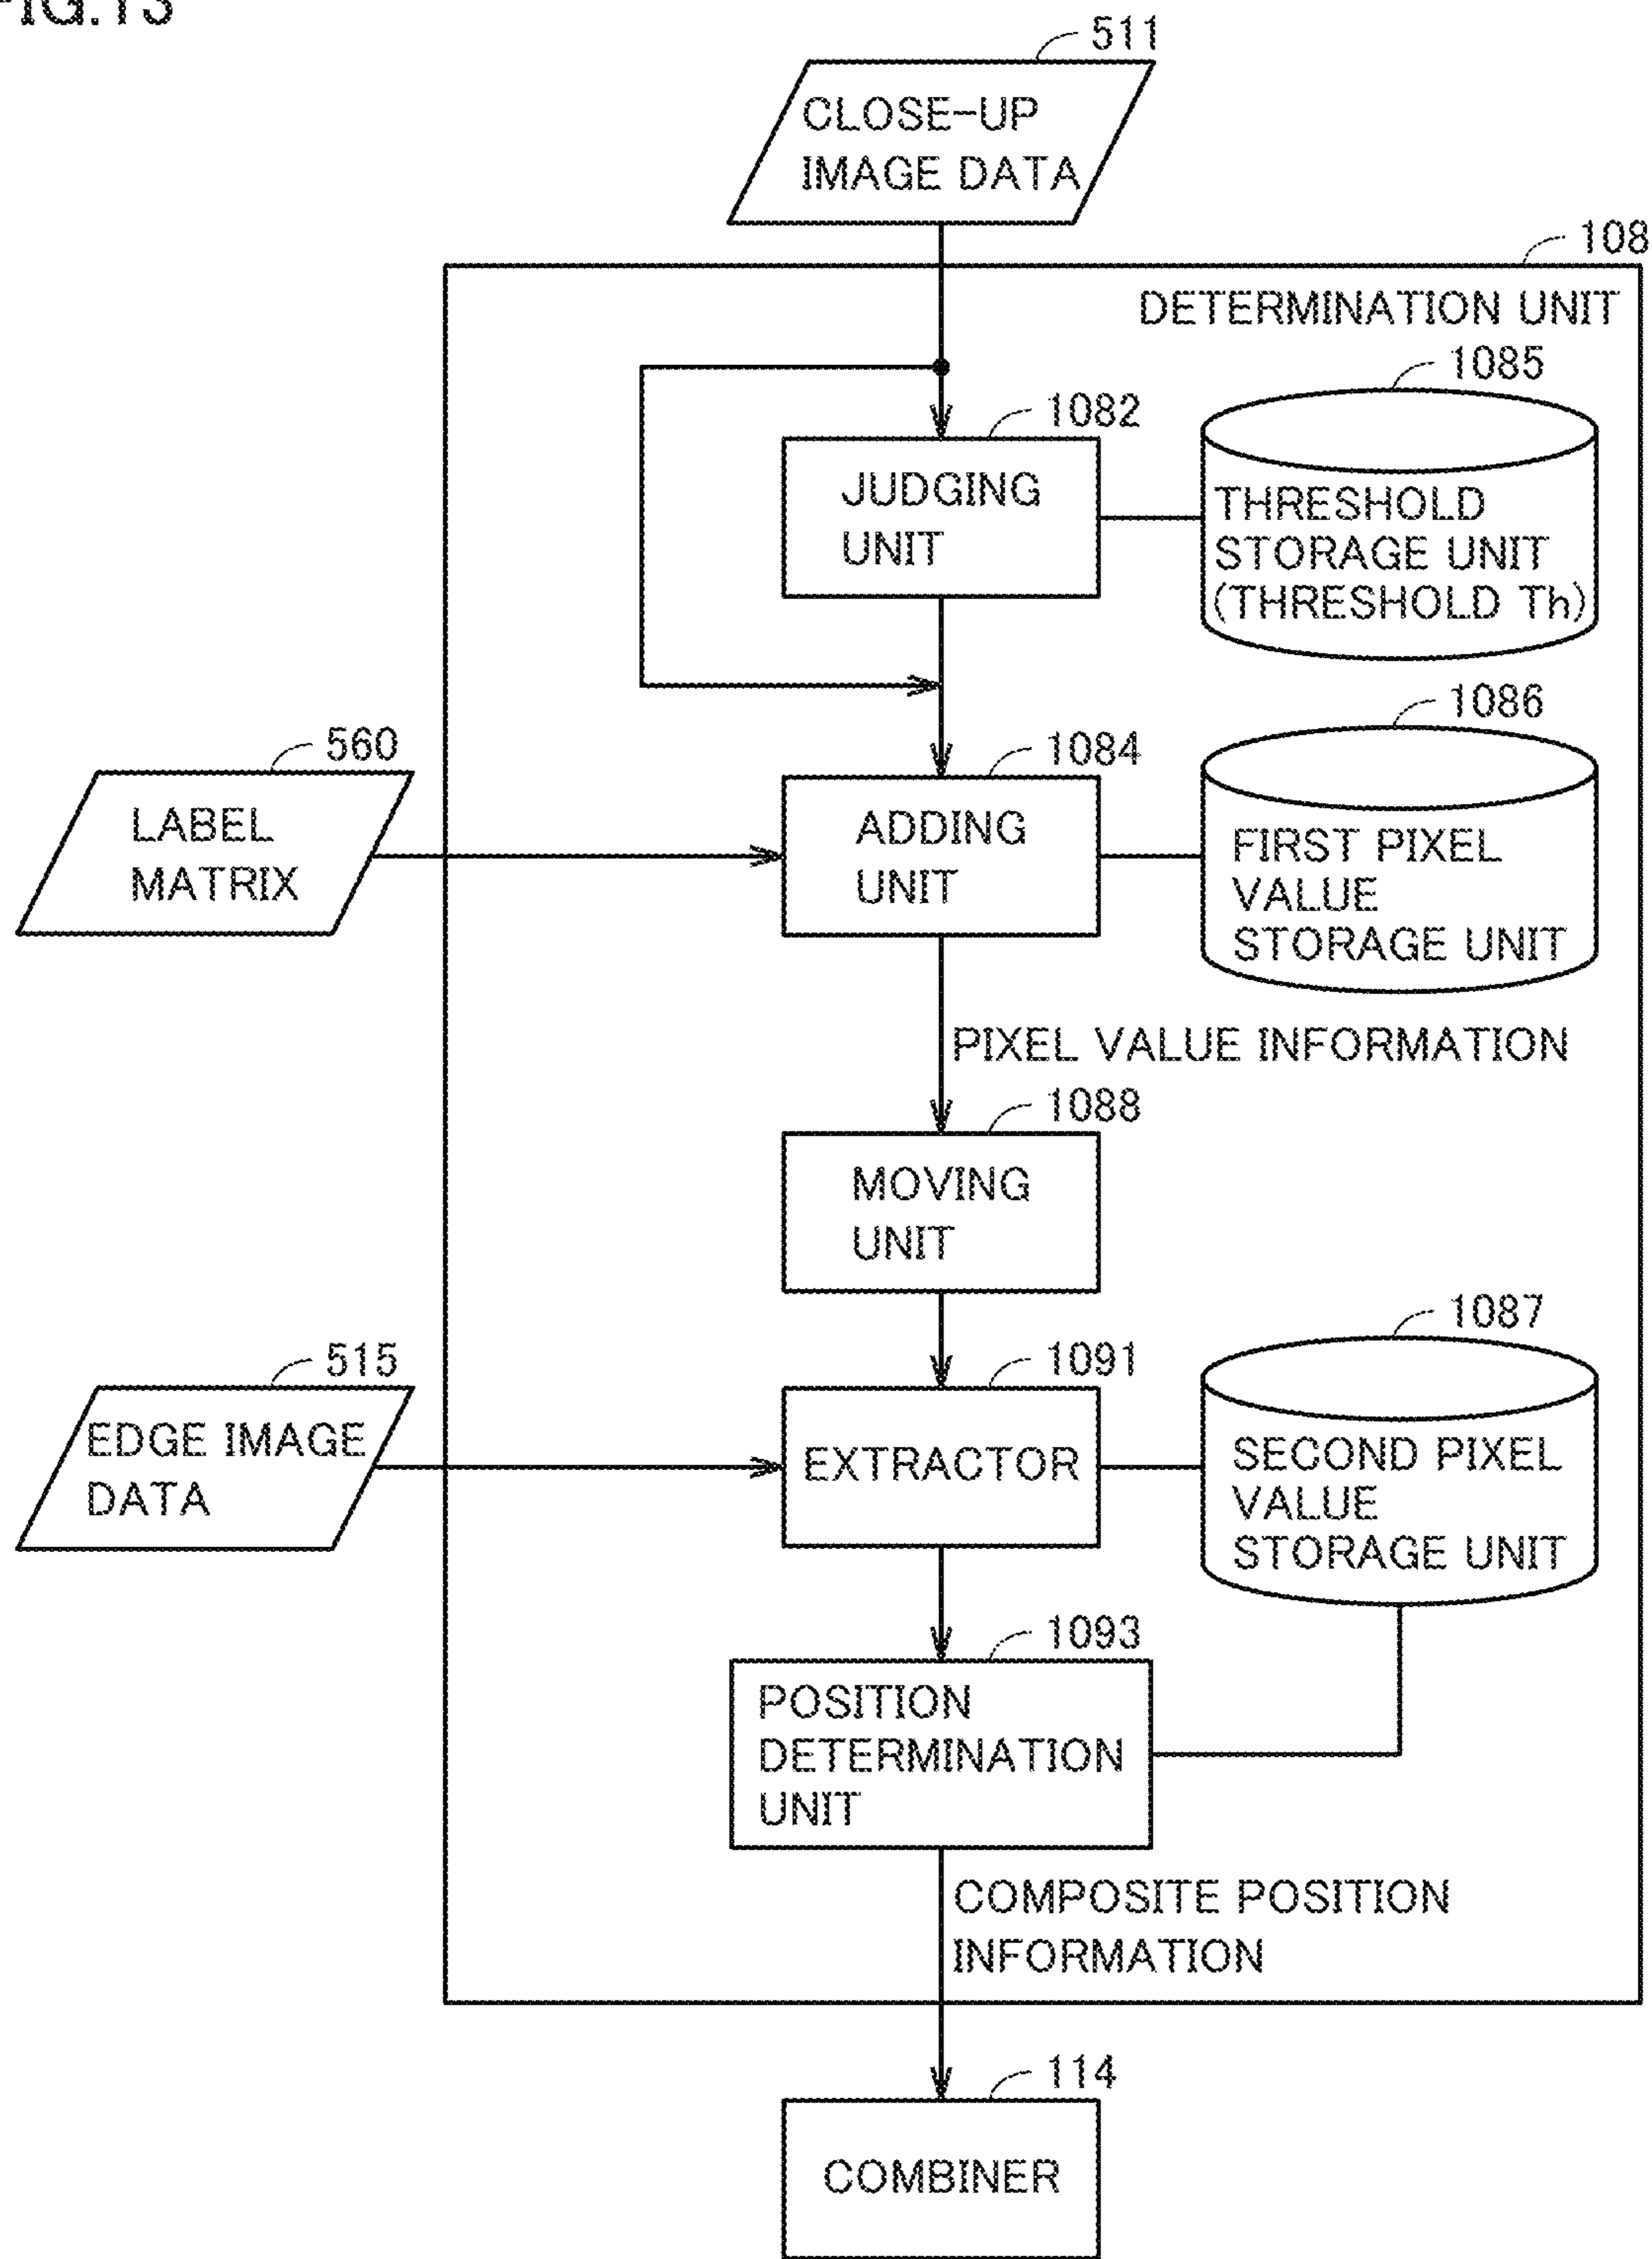 FIG.13
511
CLOSE-UP
IMAGE DATA
108
DETERMINATION UNIT
1085
1082
JUDGING
UNIT
THRESHOLD
STORAGE UNIT
(THRESHOLD Th)
1086
560
1084
LABEL
MATRIX
ADDING
UNIT
FIRST PIXEL
VALUE
STORAGE UNIT
PIXEL VALUE INFORMATION
1088
MOVING
UNIT
1087
515
1091
EDGE IMAGE
DATA
EXTRACTOR
SECOND PIXEL
VALUE
STORAGE UNIT
1093
POSITION
DETERMINATION
UNIT
COMPOSITE POSITION
INFORMATION
114
COMBINER